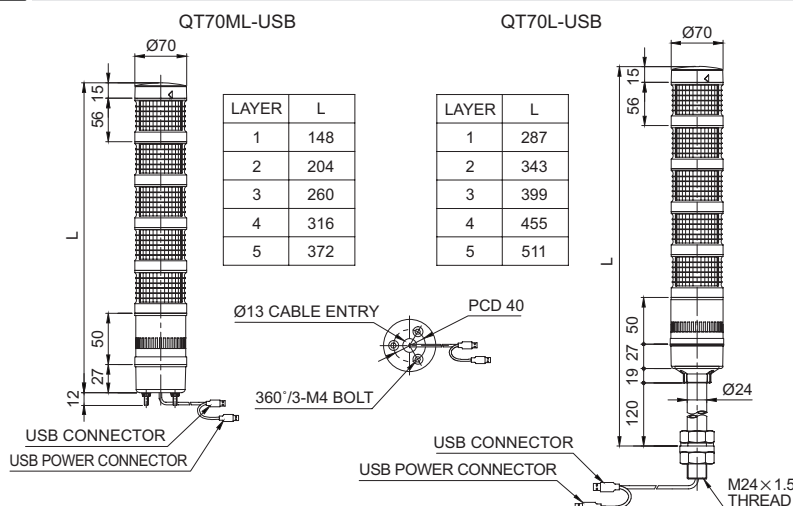 QT70ML-USB
Ø70
15
56
L
50
27
12
USB CONNECTOR
USB POWER CONNECTOR
LAYER L
1 148
2 204
3 260
4 316
5 372
Ø13 CABLE ENTRY
PCD 40
360°/3-M4 BOLT
QT70L-USB
Ø70
15
56
LAYER L
1 287
2 343
3 399
4 455
5 511
L
50
27
19
120
Ø24
USB CONNECTOR
USB POWER CONNECTOR
M24×1.5
THREAD